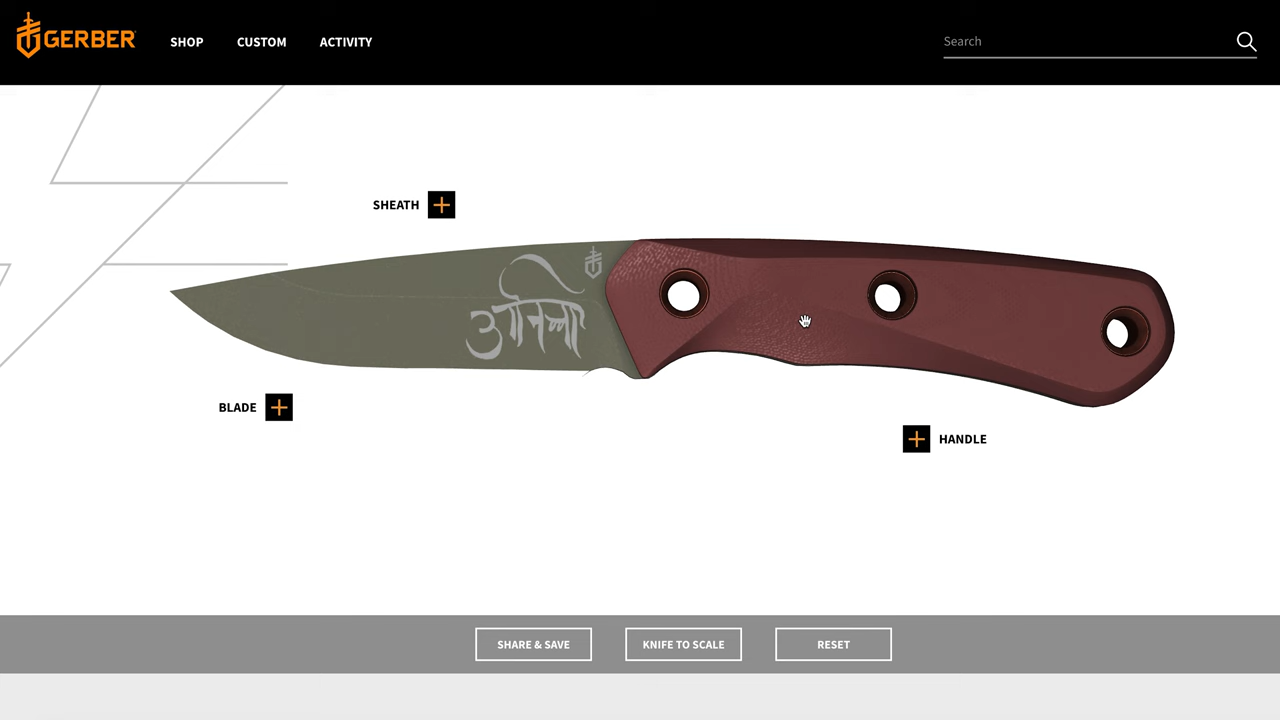 GERBER
SHOP
CUSTOM
ACTIVITY
Search
SHEATH
अनिला
BLADE
HANDLE
SHARE & SAVE
KNIFE TO SCALE
RESET